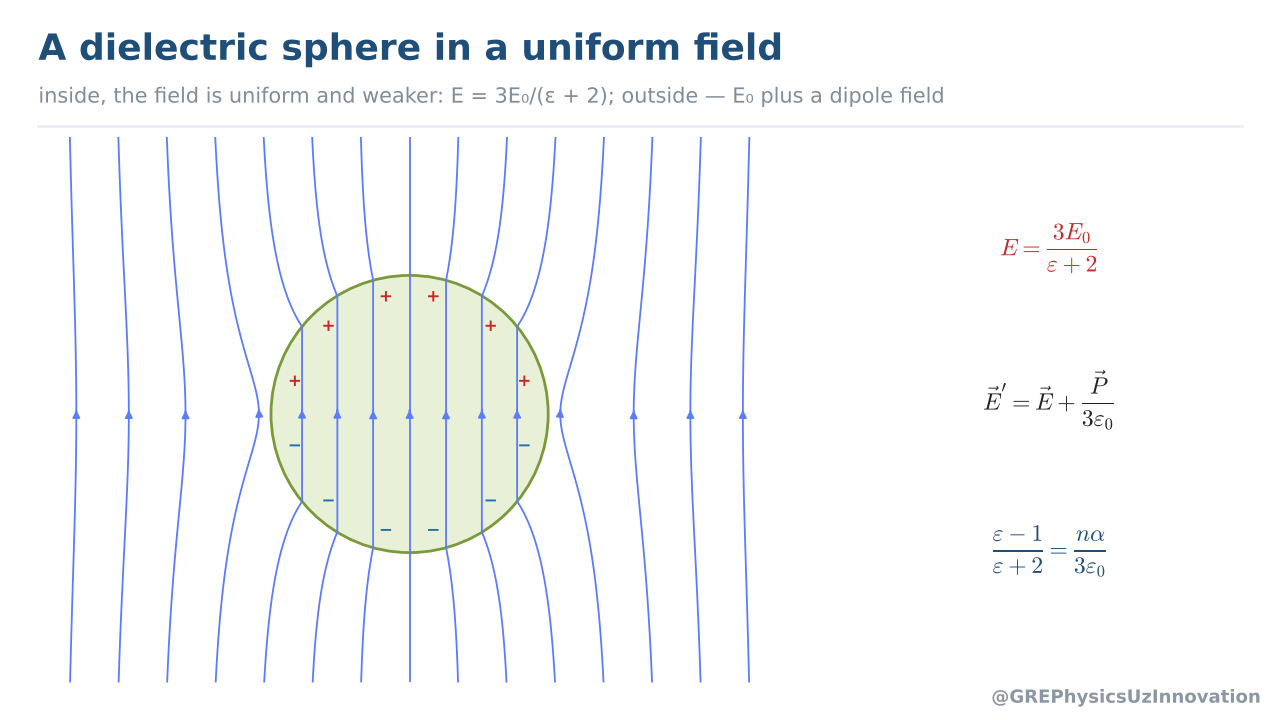 A dielectric sphere in a uniform field
inside, the field is uniform and weaker: E = 3E₀/(ε + 2); outside — E₀ plus a dipole field
+ +
+ +
+ +
− −
− −
− −
E = 3E₀/(ε + 2)
E⃗′ = E⃗ + P⃗/3ε₀
(ε − 1)/(ε + 2) = nα/3ε₀
@GREPhysicsUzInnovation